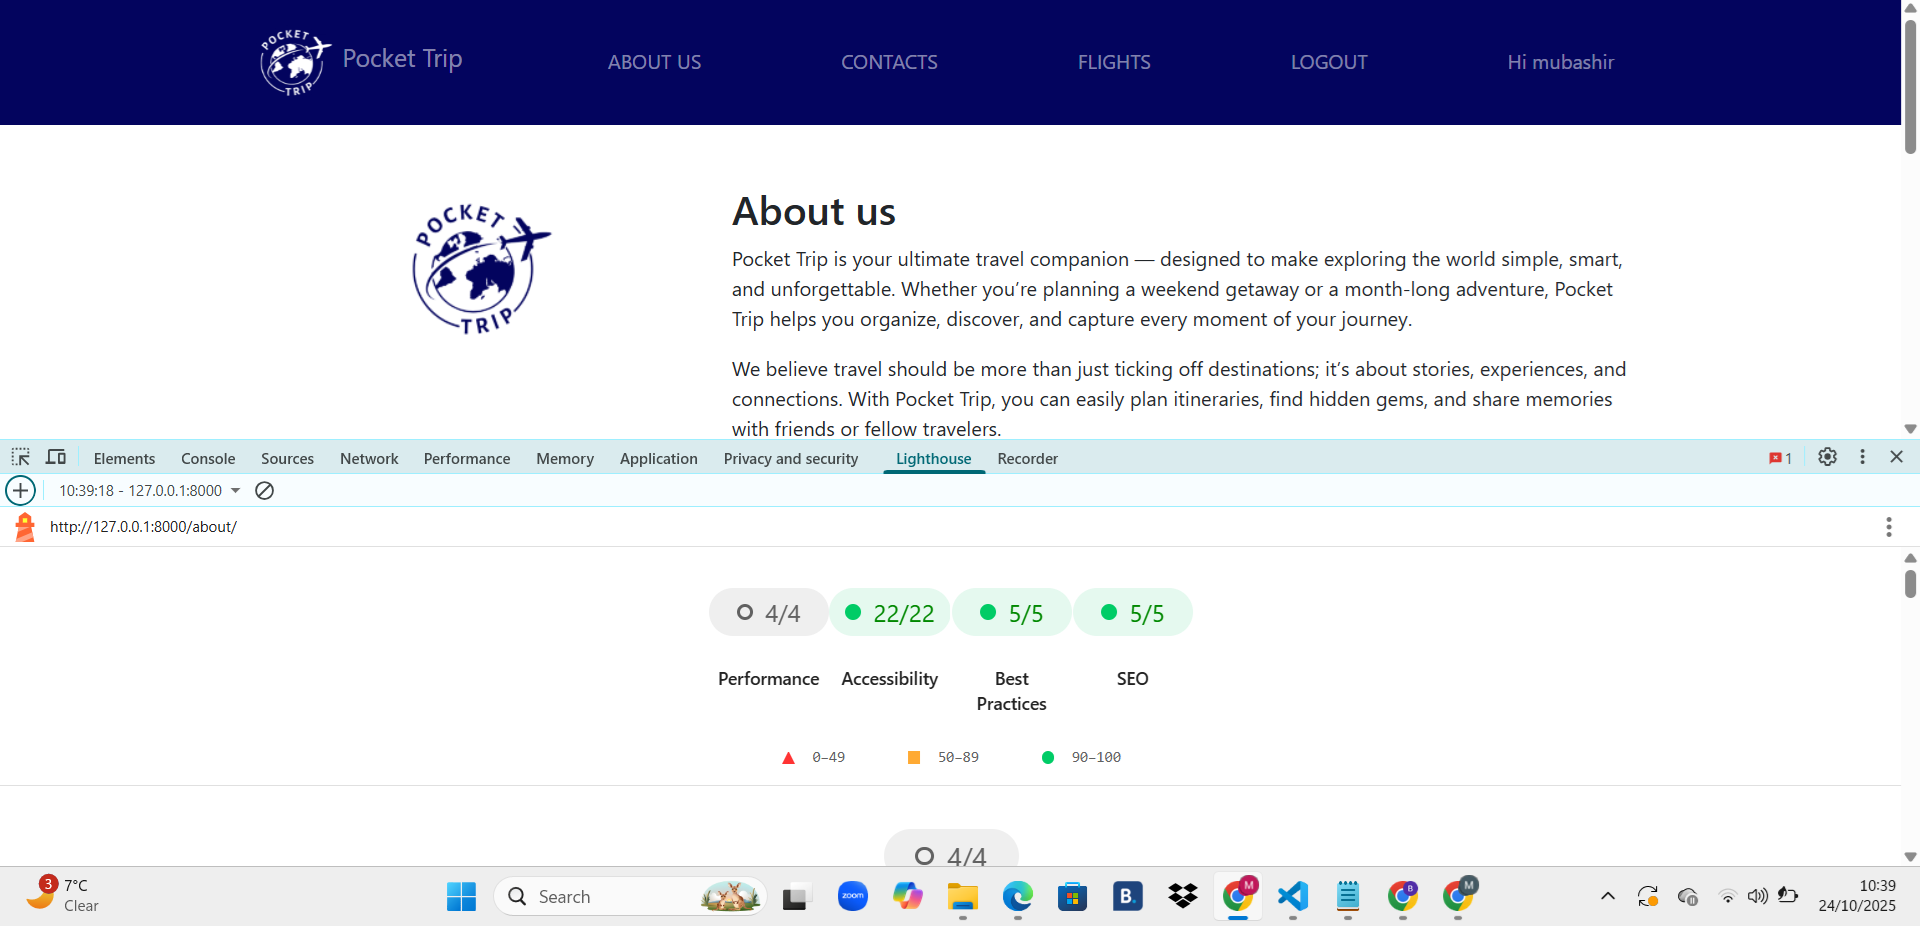 POCKET TRIP
Pocket Trip
ABOUT US
CONTACTS
FLIGHTS
LOGOUT
Hi mubashir
POCKET TRIP
About us
Pocket Trip is your ultimate travel companion — designed to make exploring the world simple, smart,
and unforgettable. Whether you’re planning a weekend getaway or a month-long adventure, Pocket
Trip helps you organize, discover, and capture every moment of your journey.
We believe travel should be more than just ticking off destinations; it’s about stories, experiences, and
connections. With Pocket Trip, you can easily plan itineraries, find hidden gems, and share memories
with friends or fellow travelers.
Elements Console Sources Network Performance Memory Application Privacy and security Lighthouse Recorder 1
10:39:18 - 127.0.0.1:8000
http://127.0.0.1:8000/about/
4/4 22/22 5/5 5/5
Performance Accessibility Best Practices SEO
0–49 50–89 90–100
4/4
3
7°C
Clear
Search
zoom
B.
M
B
M
10:39
24/10/2025